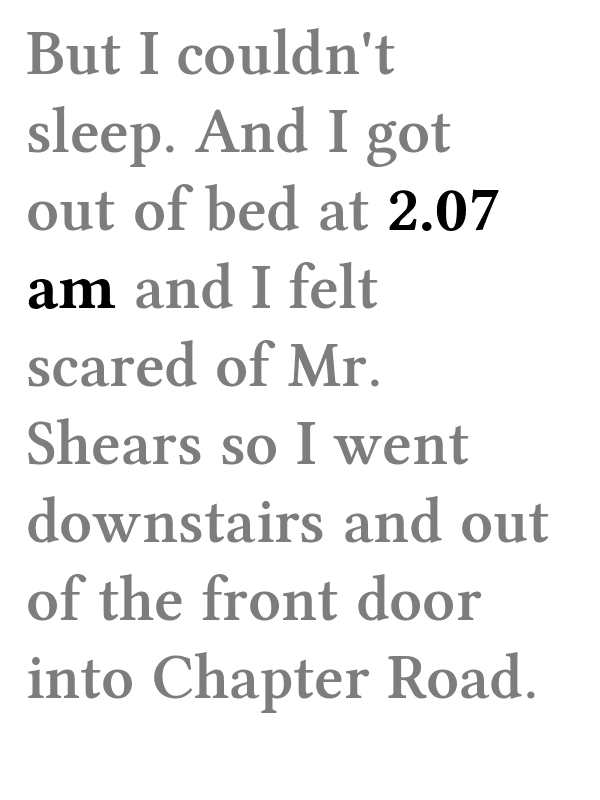 But I couldn't
sleep. And I got
out of bed at 2.07
am and I felt
scared of Mr.
Shears so I went
downstairs and out
of the front door
into Chapter Road.